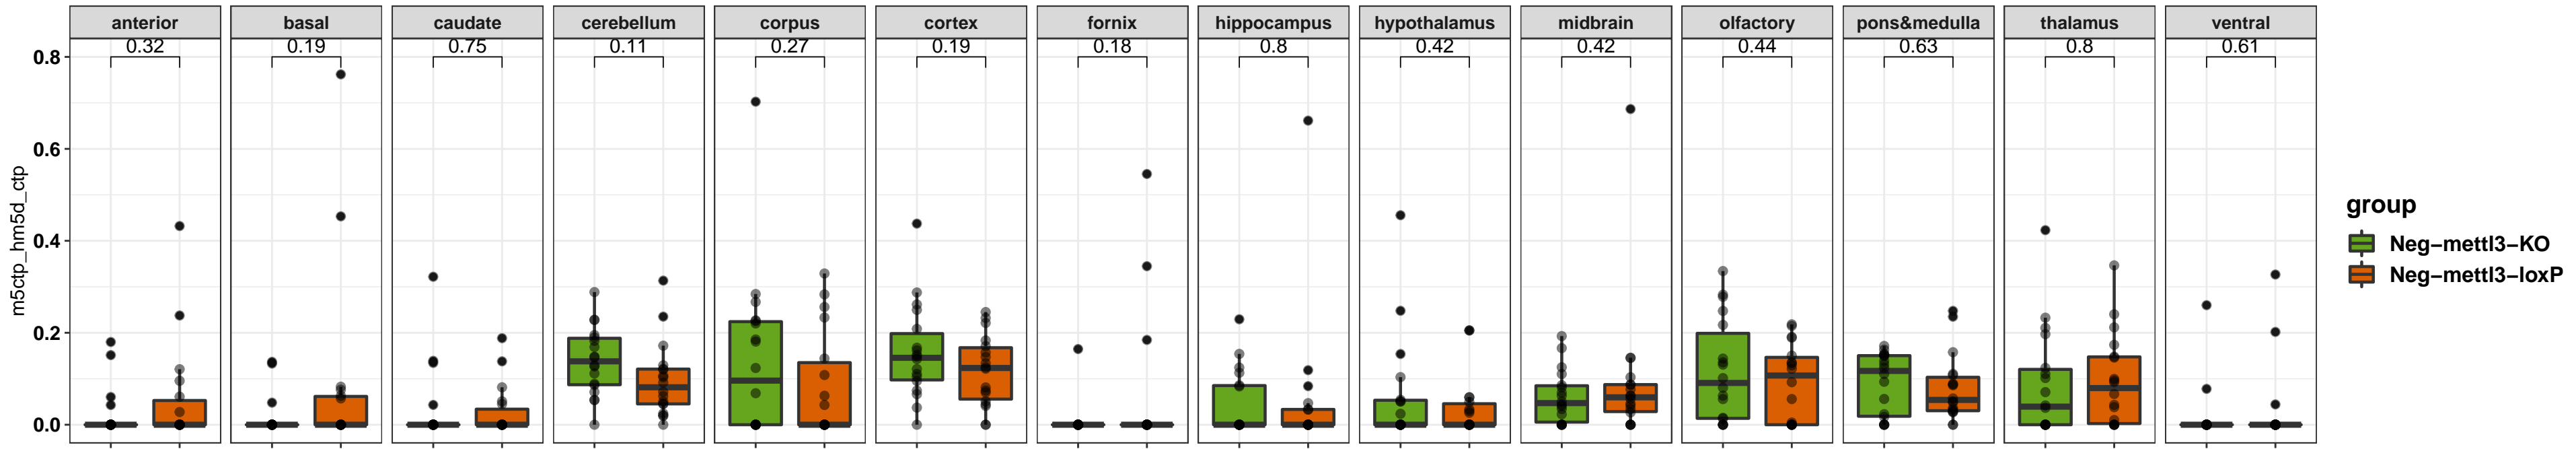 anterior basal caudate cerebellum corpus cortex fornix hippocampus hypothalamus midbrain olfactory pons&medulla thalamus ventral
0.32 0.19 0.75 0.11 0.27 0.19 0.18 0.8 0.42 0.42 0.44 0.63 0.8 0.61
0.8
0.6
0.4
0.2
0.0
m5ctp_hm5d_ctp
group
Neg−mettl3−KO
Neg−mettl3−loxP